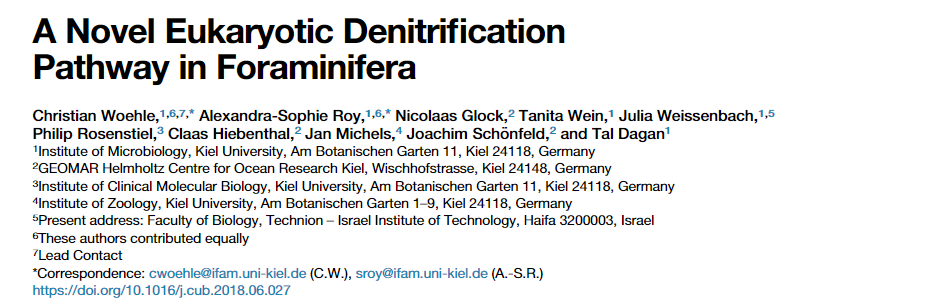 A Novel Eukaryotic Denitrification
Pathway in Foraminifera
Christian Woehle,1,6,7,* Alexandra-Sophie Roy,1,6,* Nicolaas Glock,2 Tanita Wein,1 Julia Weissenbach,1,5
Philip Rosenstiel,3 Claas Hiebenthal,2 Jan Michels,4 Joachim Schönfeld,2 and Tal Dagan1
1Institute of Microbiology, Kiel University, Am Botanischen Garten 11, Kiel 24118, Germany
2GEOMAR Helmholtz Centre for Ocean Research Kiel, Wischhofstrasse, Kiel 24148, Germany
3Institute of Clinical Molecular Biology, Kiel University, Am Botanischen Garten 11, Kiel 24118, Germany
4Institute of Zoology, Kiel University, Am Botanischen Garten 1–9, Kiel 24118, Germany
5Present address: Faculty of Biology, Technion – Israel Institute of Technology, Haifa 3200003, Israel
6These authors contributed equally
7Lead Contact
*Correspondence: cwoehle@ifam.uni-kiel.de (C.W.), sroy@ifam.uni-kiel.de (A.-S.R.)
https://doi.org/10.1016/j.cub.2018.06.027